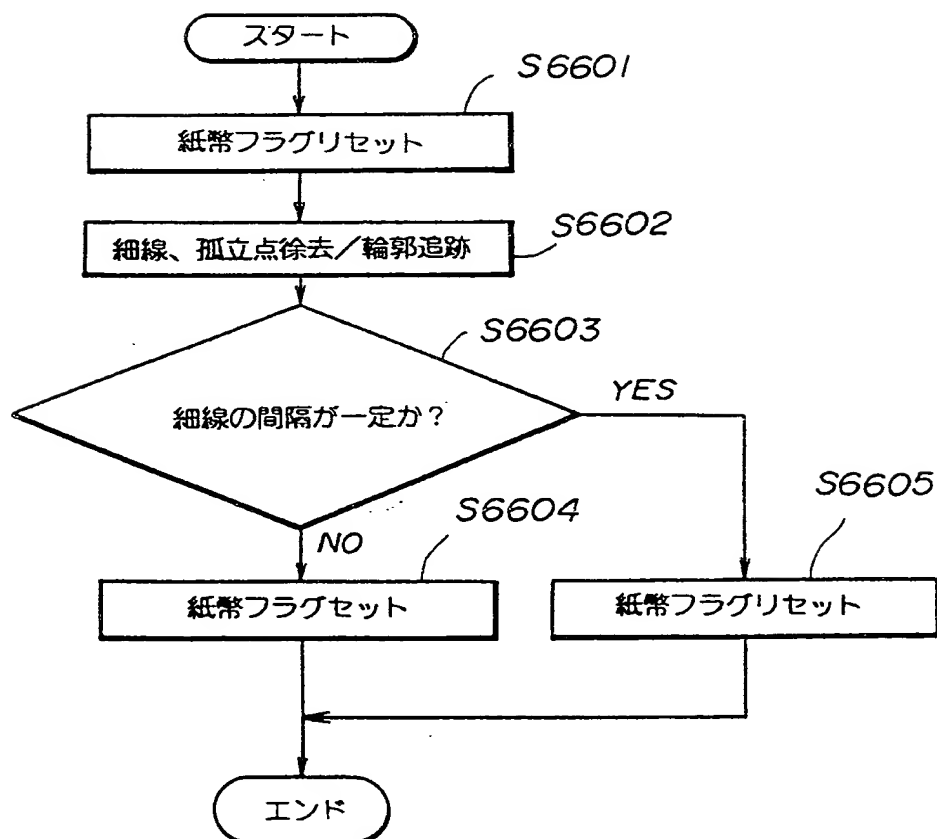 スタート
S6601
紙幣フラグリセット
S6602
細線、孤立点徐去／輪郭追跡
S6603
細線の間隔が一定か？
YES
NO
S6604
紙幣フラグセット
S6605
紙幣フラグリセット
エンド